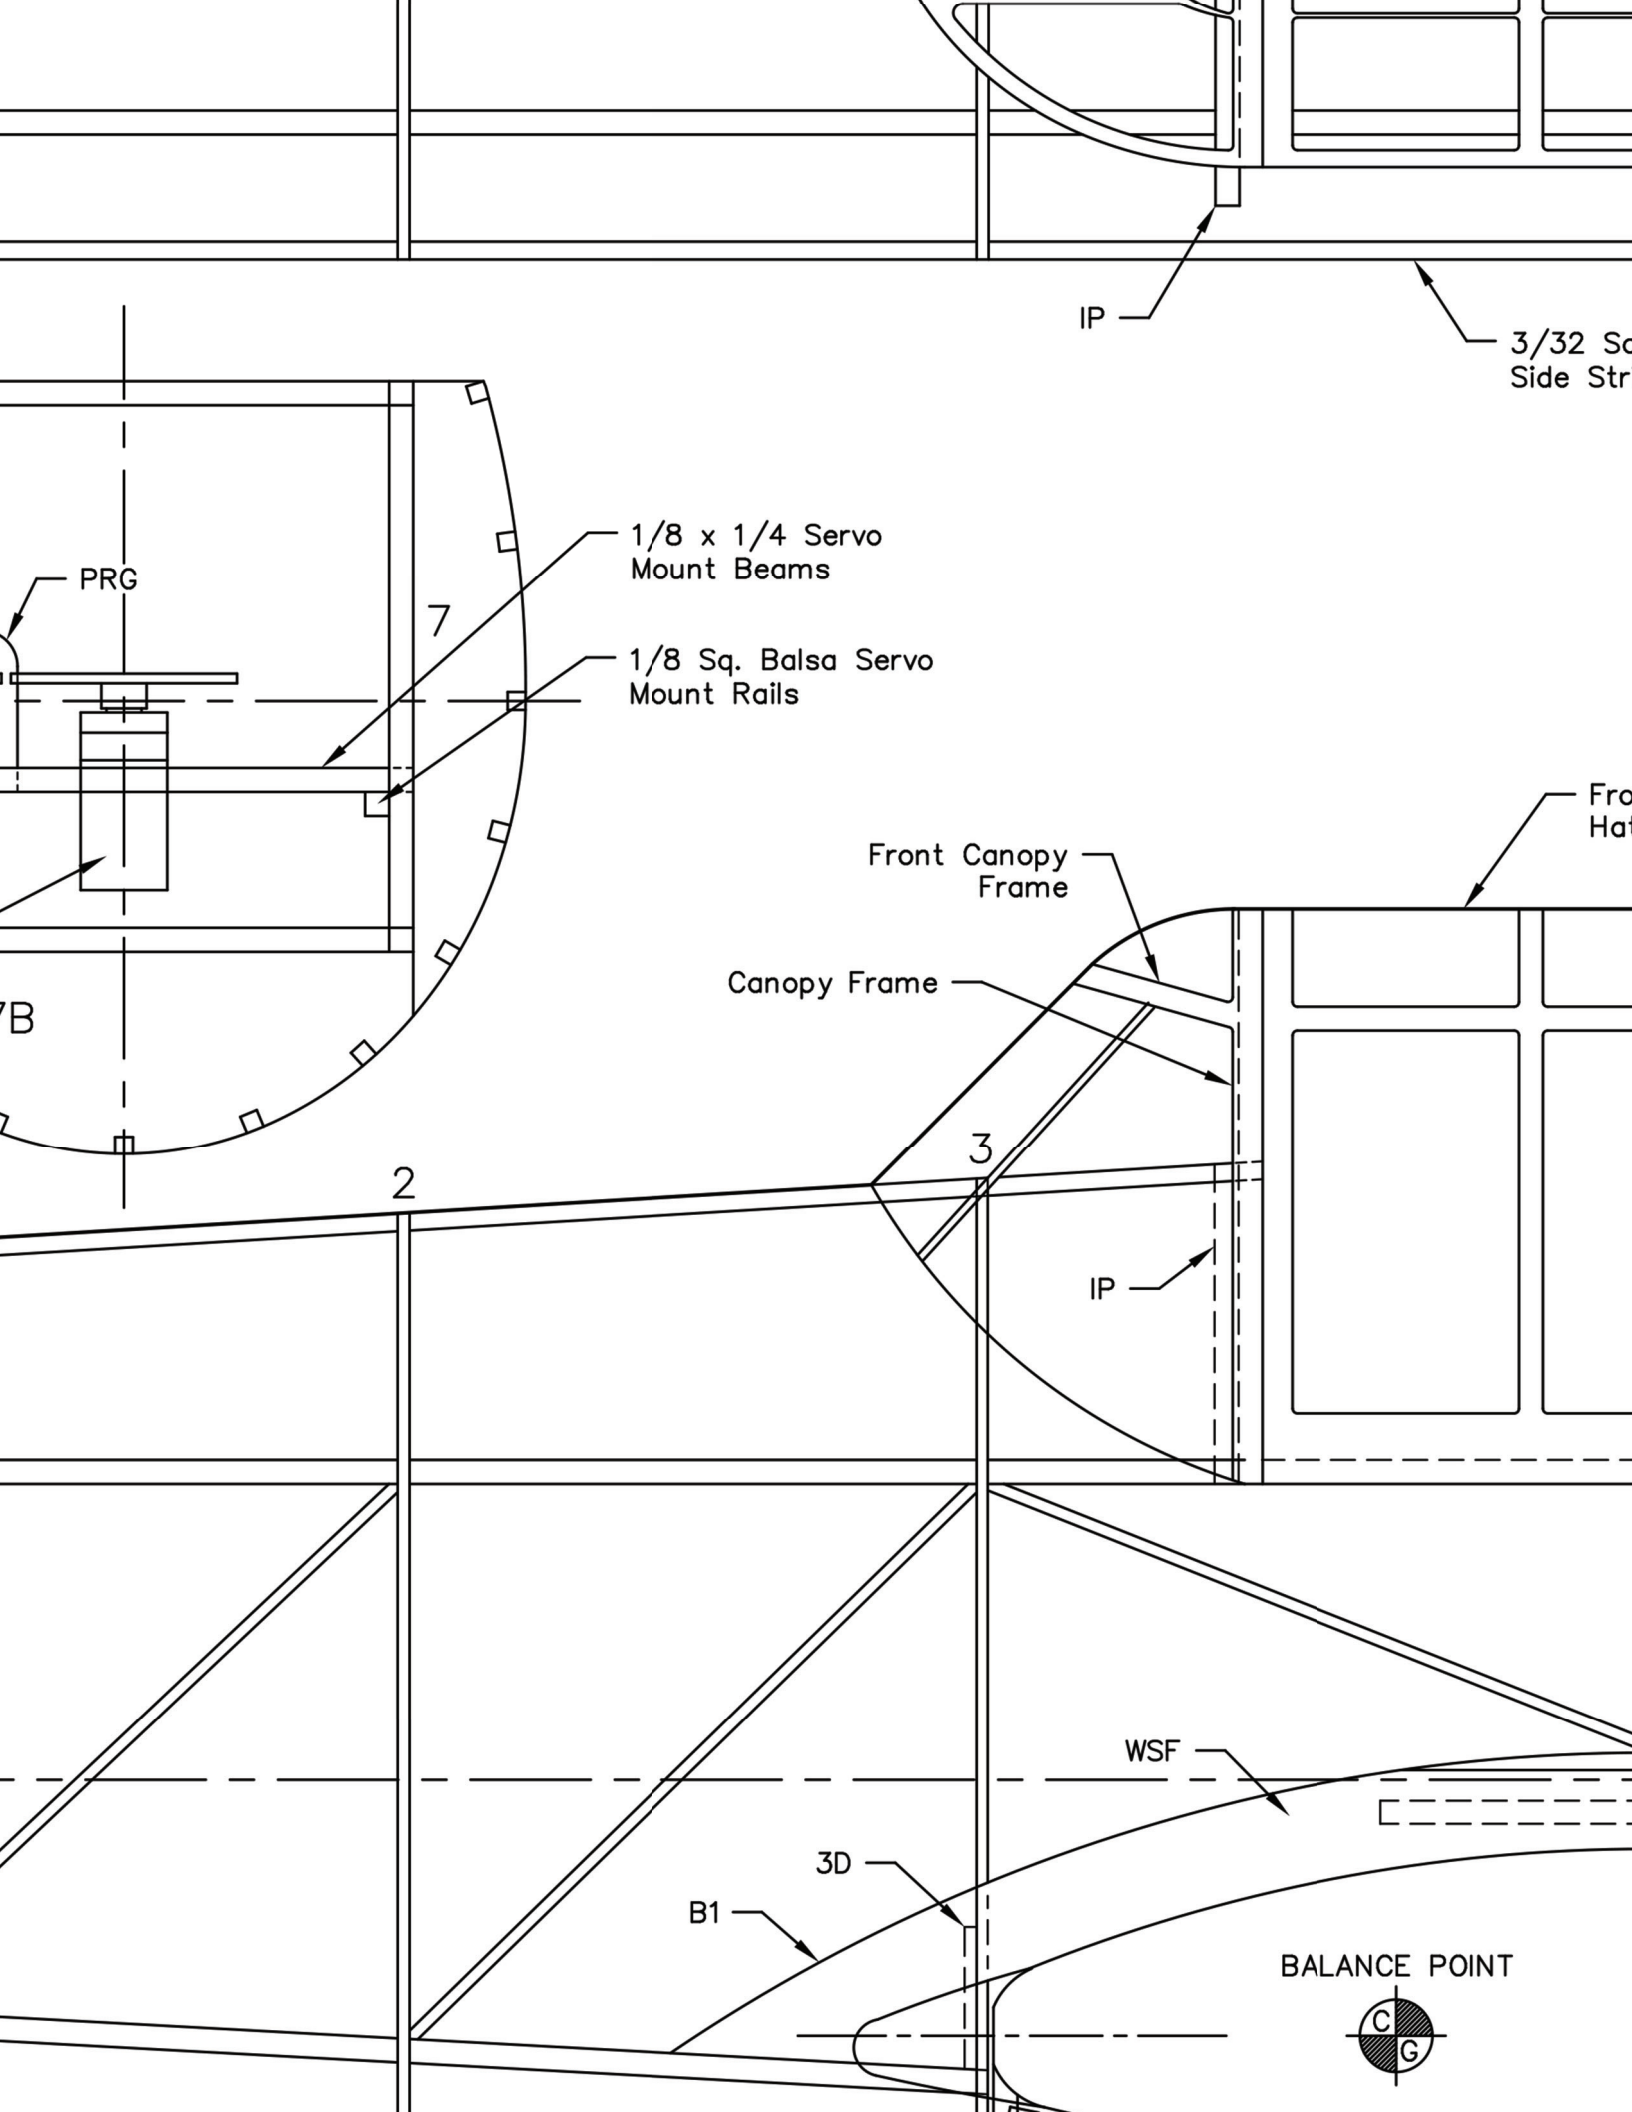 IP
3/32 Sq
Side Str
1/8 x 1/4 Servo
Mount Beams
PRG
7
1/8 Sq. Balsa Servo
Mount Rails
Fro
Hat
Front Canopy
Frame
Canopy Frame
7B
3
2
IP
WSF
3D
B1
BALANCE POINT
C
G